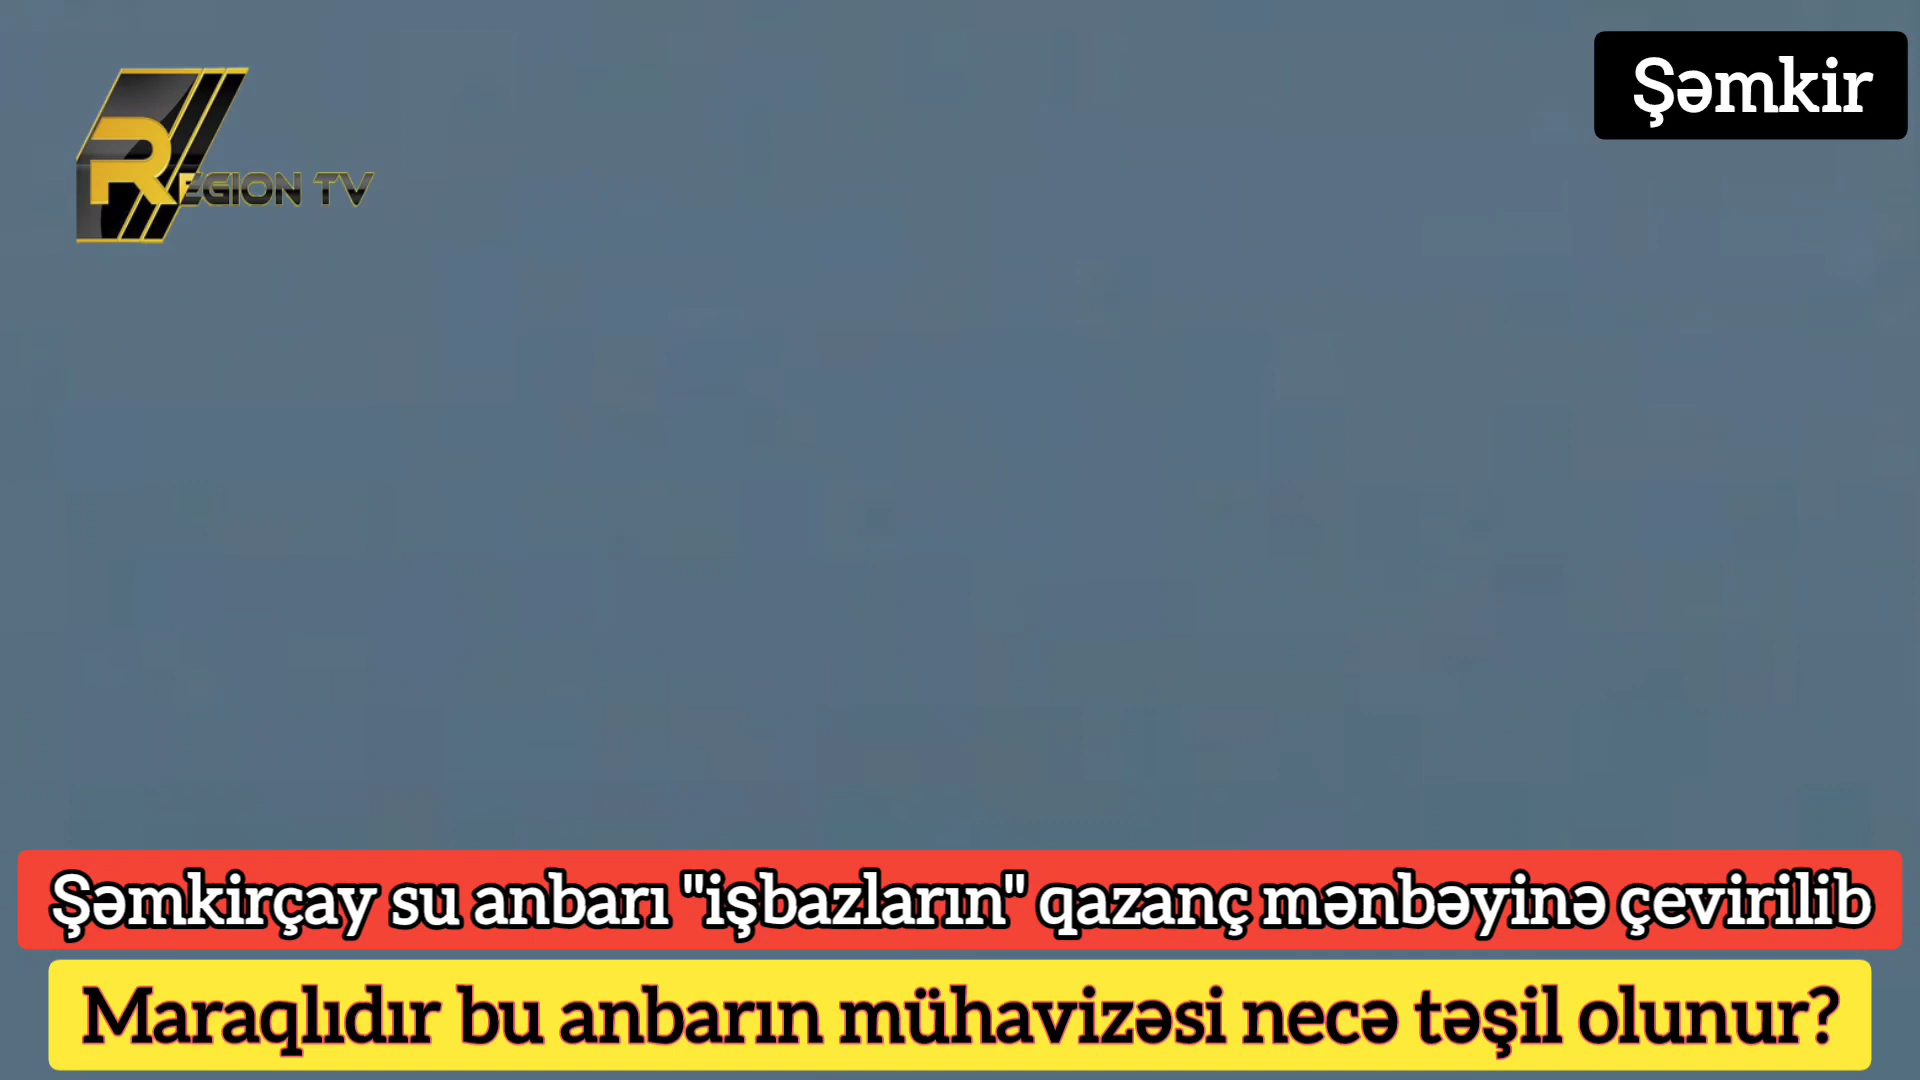 REGION TV
Şəmkir
Şəmkirçay su anbarı "işbazların" qazanç mənbəyinə çevirilib
Maraqlıdır bu anbarın mühavizəsi necə təşil olunur?